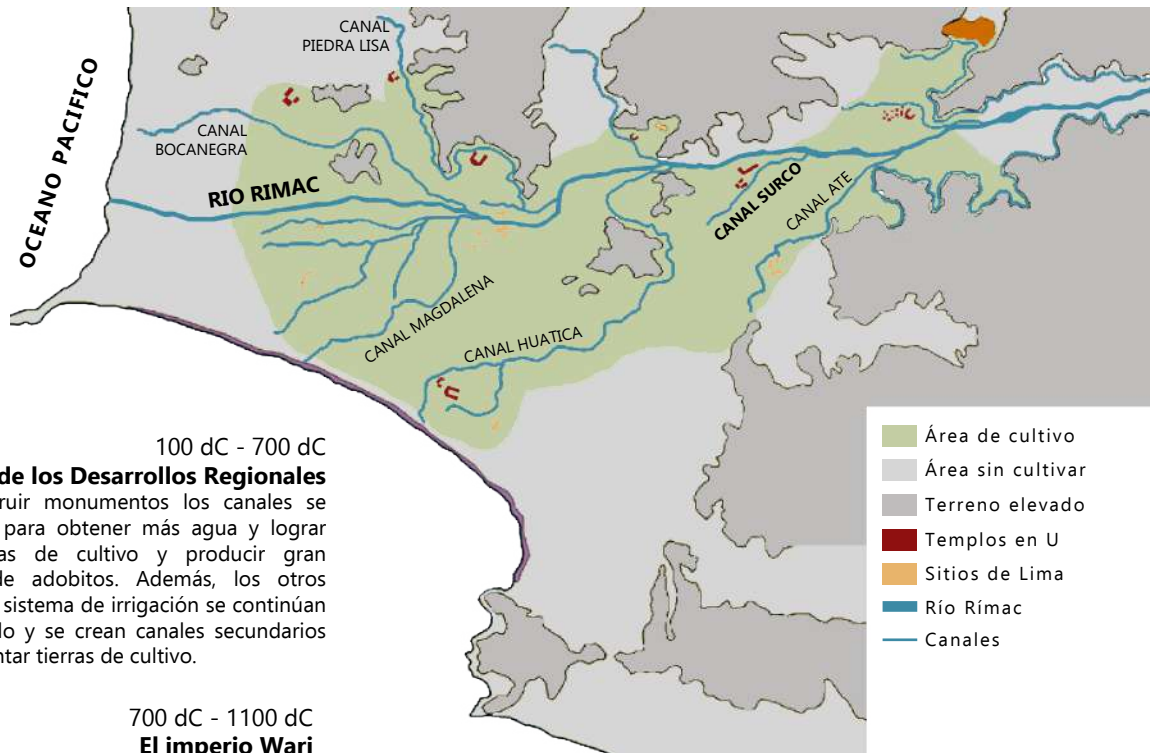 CANAL
PIEDRA LISA
OCEANO PACIFICO
CANAL
BOCANEGRA
RIO RIMAC
CANAL SURCO
CANAL ATE
CANAL MAGDALENA
CANAL HUATICA
100 dC - 700 dC
de los Desarrollos Regionales
ruir monumentos los canales se
para obtener más agua y lograr
as de cultivo y producir gran
de adobitos. Además, los otros
sistema de irrigación se continúan
lo y se crean canales secundarios
ntar tierras de cultivo.
700 dC - 1100 dC
El imperio Wari
Área de cultivo
Área sin cultivar
Terreno elevado
Templos en U
Sitios de Lima
Río Rímac
Canales